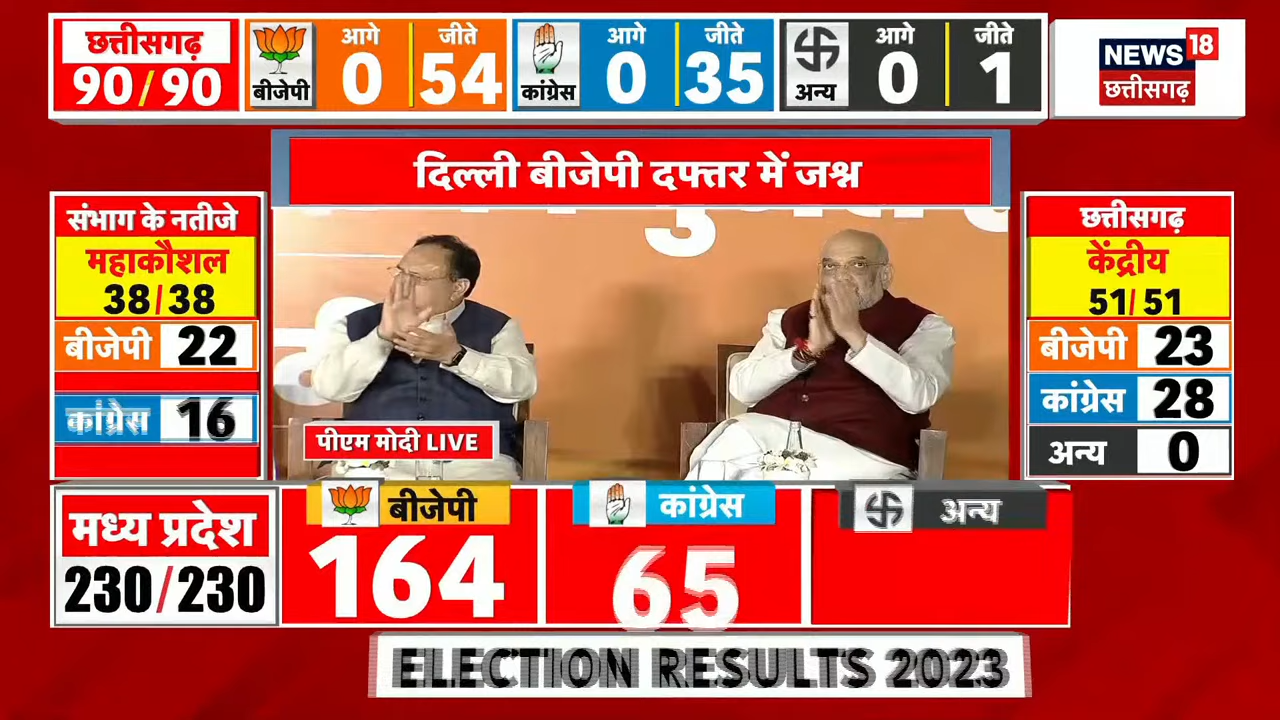 छत्तीसगढ़
90/90
बीजेपी
आगे
0
जीते
54
कांग्रेस
आगे
0
जीते
35
अन्य
आगे
0
जीते
1
NEWS 18
छत्तीसगढ़
दिल्ली बीजेपी दफ्तर में जश्न
संभाग के नतीजे
महाकौशल
38/38
बीजेपी 22
कांग्रेस 16
पीएम मोदी LIVE
छत्तीसगढ़
केंद्रीय
51/51
बीजेपी 23
कांग्रेस 28
अन्य 0
मध्य प्रदेश
230/230
बीजेपी
164
कांग्रेस
65
अन्य
ELECTION RESULTS 2023